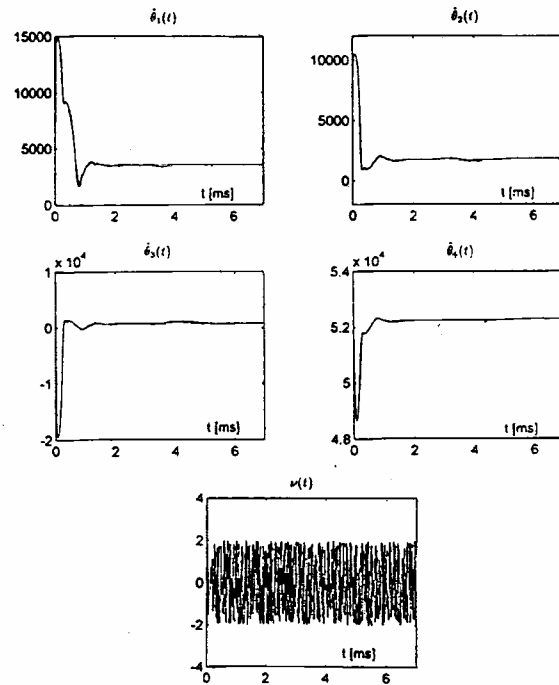 θ̂₁(t)
15000
10000
5000
0
0 2 4 6
t [ms]
θ̂₂(t)
10000
5000
0
0 2 4 6
t [ms]
θ̂₃(t)
x 10⁴
1
0
-1
-2
0 2 4 6
t [ms]
θ̂₄(t)
x 10⁴
5.4
5.2
5
4.8
0 2 4 6
t [ms]
ν(t)
4
2
0
-2
-4
0 2 4 6
t [ms]